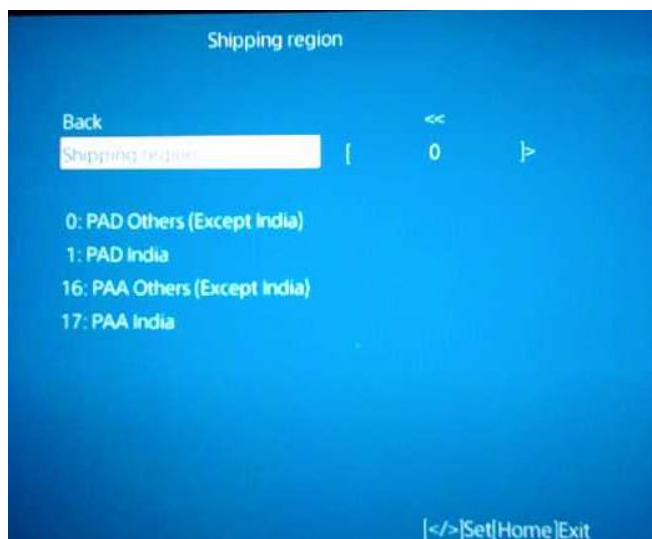 Shipping region
Back <<
Shipping region [ 0 ]>
0: PAD Others (Except India)
1: PAD India
16: PAA Others (Except India)
17: PAA India
[</>]Set[Home]Exit